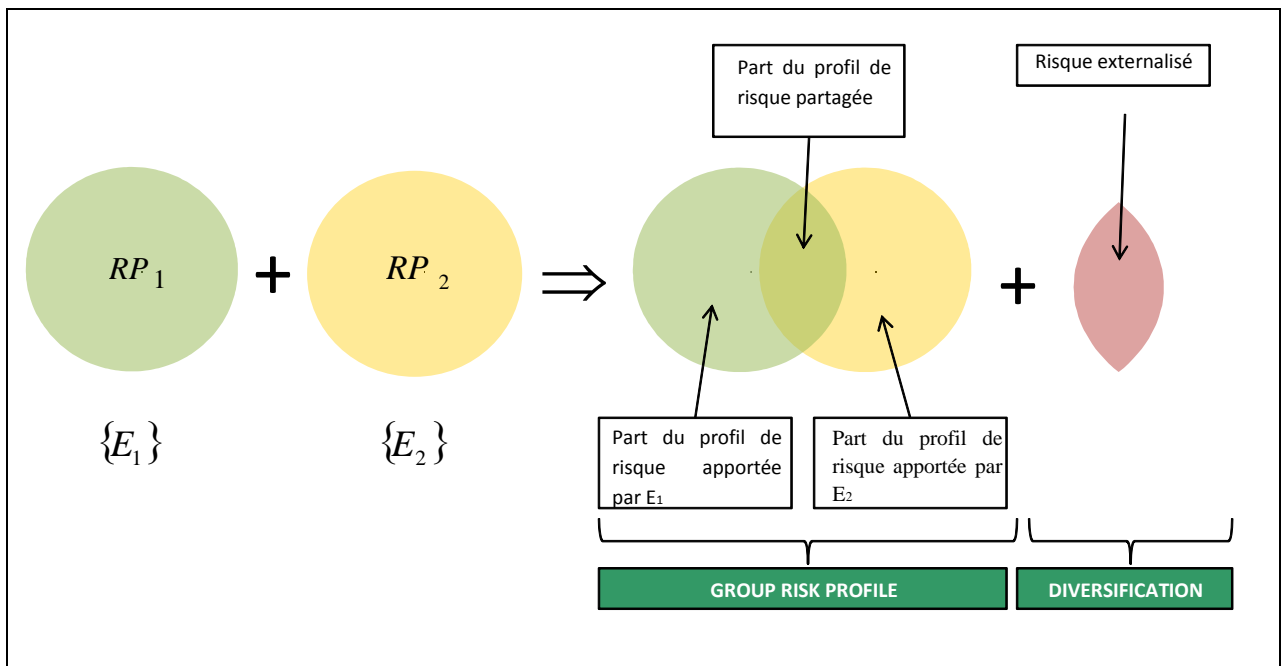 Part du profil de
risque partagée
Risque externalisé
RP 1
+
RP 2
⇒
+
{E1}
{E2}
Part du profil de
risque apportée
par E1
Part du profil de
risque apportée par
E2
GROUP RISK PROFILE
DIVERSIFICATION